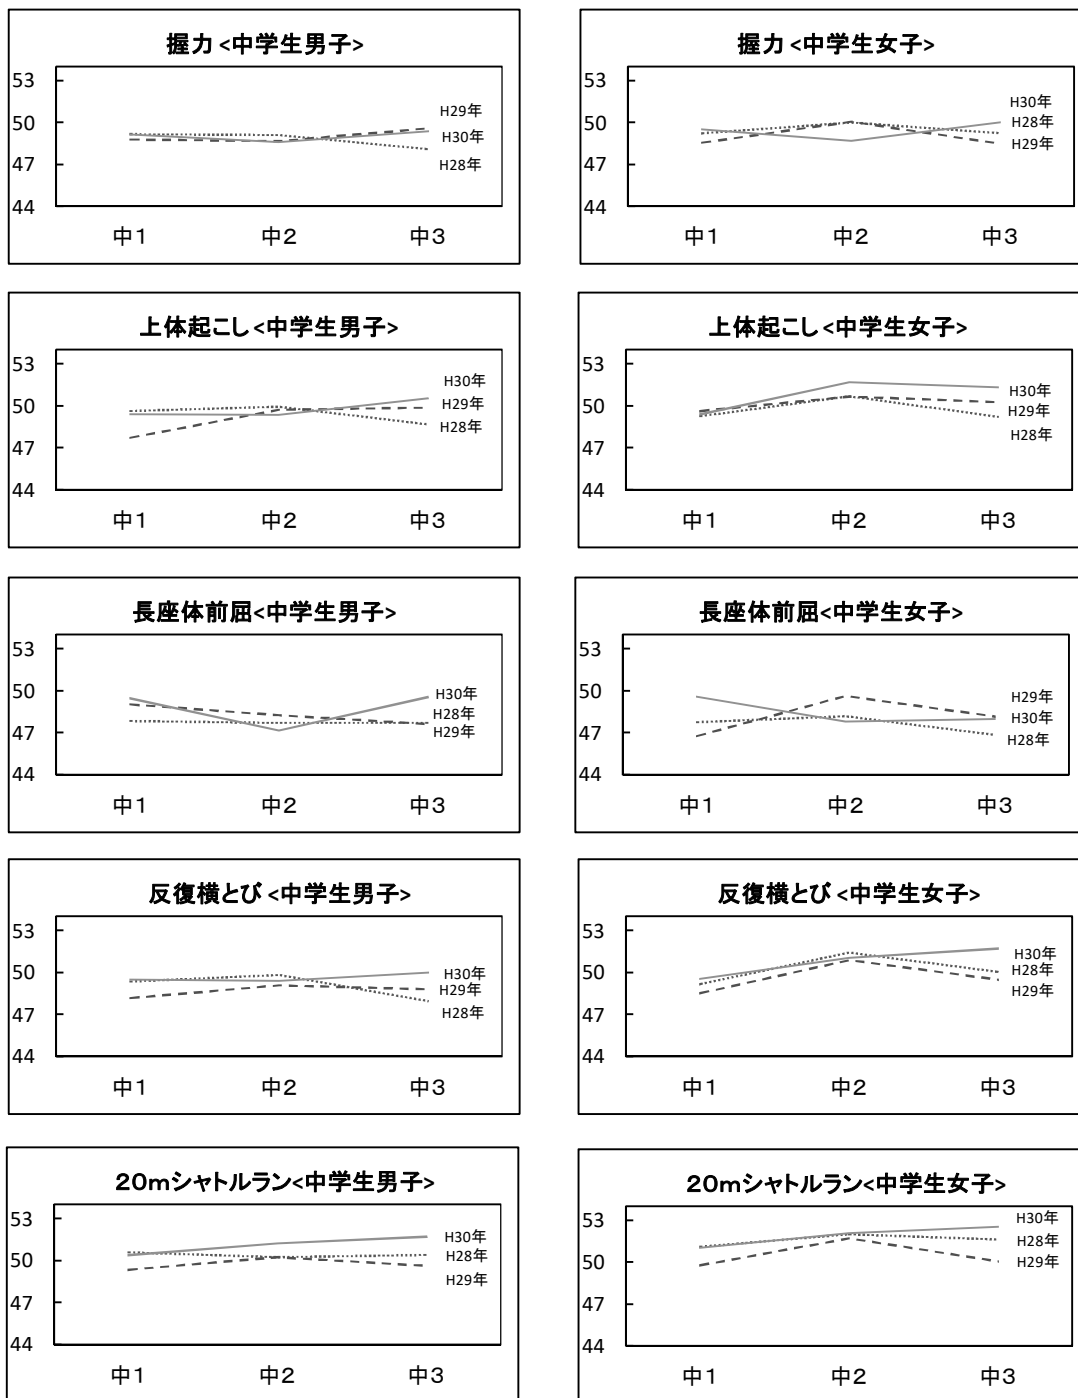 握力<中学生男子>
53
50
47
44
H29年
H30年
H28年
中1
中2
中3
握力<中学生女子>
53
50
47
44
H30年
H28年
H29年
中1
中2
中3
上体起こし<中学生男子>
53
50
47
44
H30年
H29年
H28年
中1
中2
中3
上体起こし<中学生女子>
53
50
47
44
H30年
H29年
H28年
中1
中2
中3
長座体前屈<中学生男子>
53
50
47
44
H30年
H28年
H29年
中1
中2
中3
長座体前屈<中学生女子>
53
50
47
44
H29年
H30年
H28年
中1
中2
中3
反復横とび<中学生男子>
53
50
47
44
H30年
H29年
H28年
中1
中2
中3
反復横とび<中学生女子>
53
50
47
44
H30年
H28年
H29年
中1
中2
中3
20mシャトルラン<中学生男子>
53
50
47
44
H30年
H28年
H29年
中1
中2
中3
20mシャトルラン<中学生女子>
53
50
47
44
H30年
H28年
H29年
中1
中2
中3